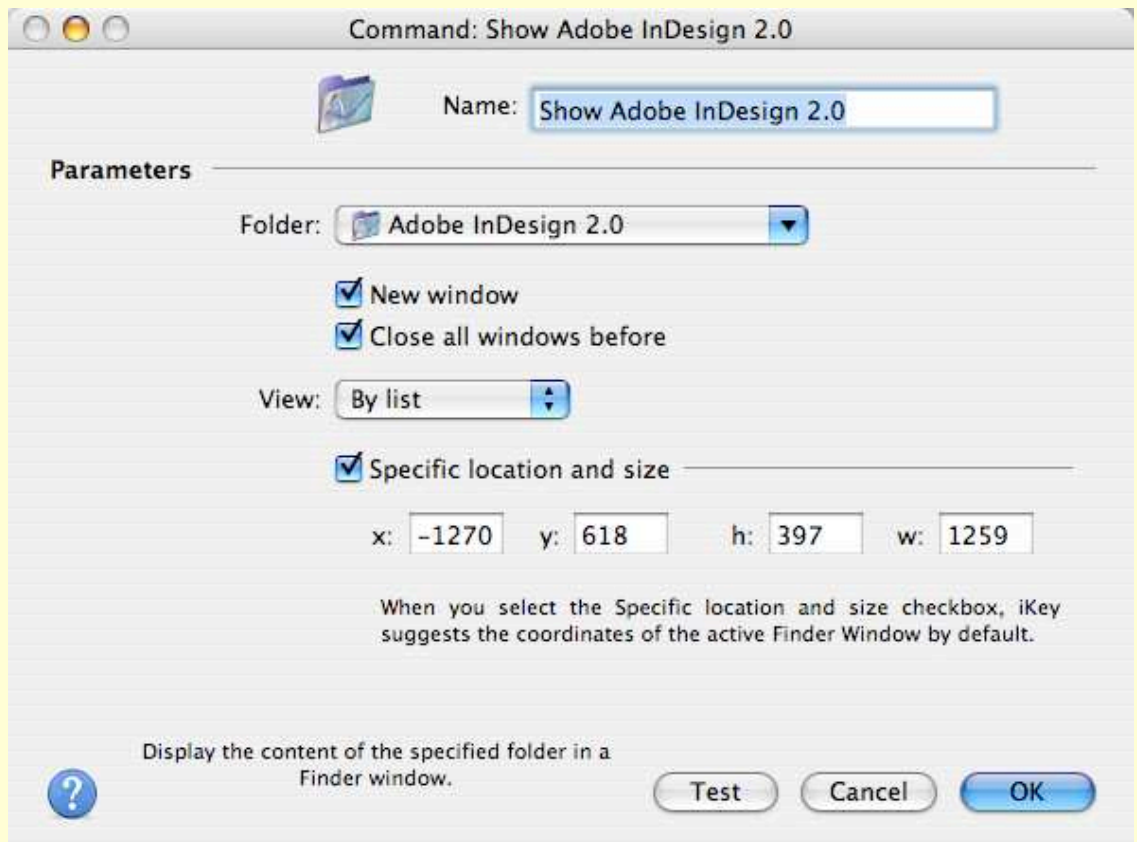 Command: Show Adobe InDesign 2.0
Name: Show Adobe InDesign 2.0
Parameters
Folder: Adobe InDesign 2.0
New window
Close all windows before
View: By list
Specific location and size
x: -1270 y: 618 h: 397 w: 1259
When you select the Specific location and size checkbox, iKey
suggests the coordinates of the active Finder Window by default.
Display the content of the specified folder in a
Finder window.
? Test Cancel OK